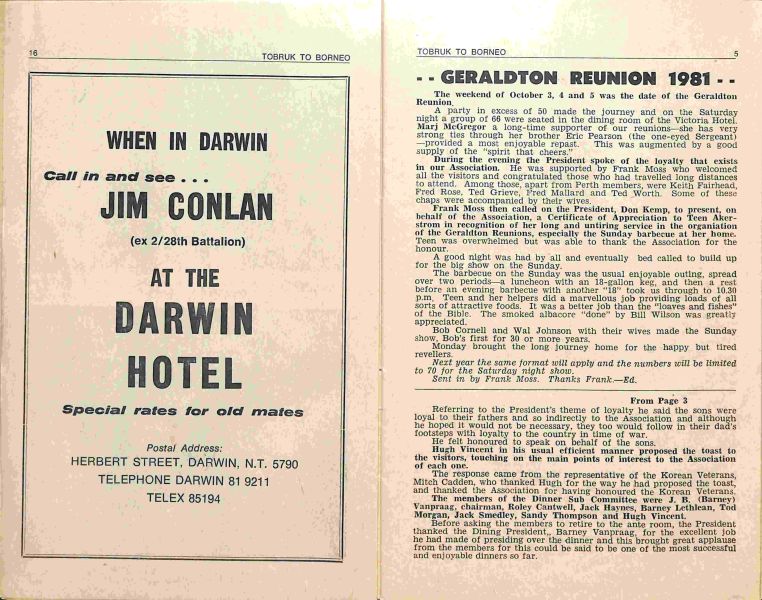 16
TOBRUK TO BORNEO
WHEN IN DARWIN
Call in and see . . .
JIM CONLAN
(ex 2/28th Battalion)
AT THE
DARWIN
HOTEL
Special rates for old mates
Postal Address:
HERBERT STREET, DARWIN, N.T. 5790
TELEPHONE DARWIN 81 9211
TELEX 85194
TOBRUK TO BORNEO
5
- - GERALDTON REUNION 1981 - -
The weekend of October 3, 4 and 5 was the date of the Geraldton
Reunion.
A party in excess of 50 made the journey and on the Saturday
night a group of 66 were seated in the dining room of the Victoria Hotel.
Marj McGregor a long-time supporter of our reunions—she has very
strong ties through her brother Eric Pearson (the one-eyed Sergeant)
—provided a most enjoyable repast. This was augmented by a good
supply of the "spirit that cheers."
During the evening the President spoke of the loyalty that exists
in our Association. He was supported by Frank Moss who welcomed
all the visitors and congratulated those who had travelled long distances
to attend. Among those, apart from Perth members, were Keith Fairhead,
Fred Rose, Ted Grieve, Fred Mallard and Ted Worth. Some of these
chaps were accompanied by their wives.
Frank Moss then called on the President, Don Kemp, to present, on
behalf of the Association, a Certificate of Appreciation to Teen Aker-
strom in recognition of her long and untiring service in the organiation
of the Geraldton Reunions, especially the Sunday barbecue at her home.
Teen was overwhelmed but was able to thank the Association for the
honour.
A good night was had by all and eventually bed called to build up
for the big show on the Sunday.
The barbecue on the Sunday was the usual enjoyable outing, spread
over two periods—a luncheon with an 18-gallon keg, and then a rest
before an evening barbecue with another "18" took us through to 10.30
p.m. Teen and her helpers did a marvellous job providing loads of all
sorts of attractive foods. It was a better job than the "loaves and fishes"
of the Bible. The smoked albacore "done" by Bill Wilson was greatly
appreciated.
Bob Cornell and Wal Johnson with their wives made the Sunday
show, Bob's first for 30 or more years.
Monday brought the long journey home for the happy but tired
revellers.
Next year the same format will apply and the numbers will be limited
to 70 for the Saturday night show.
Sent in by Frank Moss. Thanks Frank.—Ed.
From Page 3
Referring to the President's theme of loyalty he said the sons were
loyal to their fathers and so indirectly to the Association and although
he hoped it would not be necessary, they too would follow in their dad's
footsteps with loyalty to the country in time of war.
He felt honoured to speak on behalf of the sons.
Hugh Vincent in his usual efficient manner proposed the toast to
the visitors, touching on the main points of interest to the Association
of each one.
The response came from the representative of the Korean Veterans,
Mitch Cadden, who thanked Hugh for the way he had proposed the toast,
and thanked the Association for having honoured the Korean Veterans.
The members of the Dinner Sub Committee were J. B. (Barney)
Vanpraag, chairman, Roley Cantwell, Jack Haynes, Barney Lethlean, Tod
Morgan, Jack Smedley, Sandy Thompson and Hugh Vincent.
Before asking the members to retire to the ante room, the President
thanked the Dining President, Barney Vanpraag, for the excellent job
he had made of presiding over the dinner and this brought great applause
from the members for this could be said to be one of the most successful
and enjoyable dinners so far.